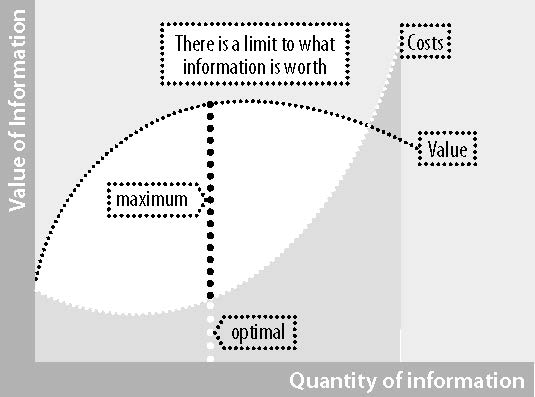 There is a limit to what
information is worth
Costs
Value
maximum
optimal
Value of Information
Quantity of information